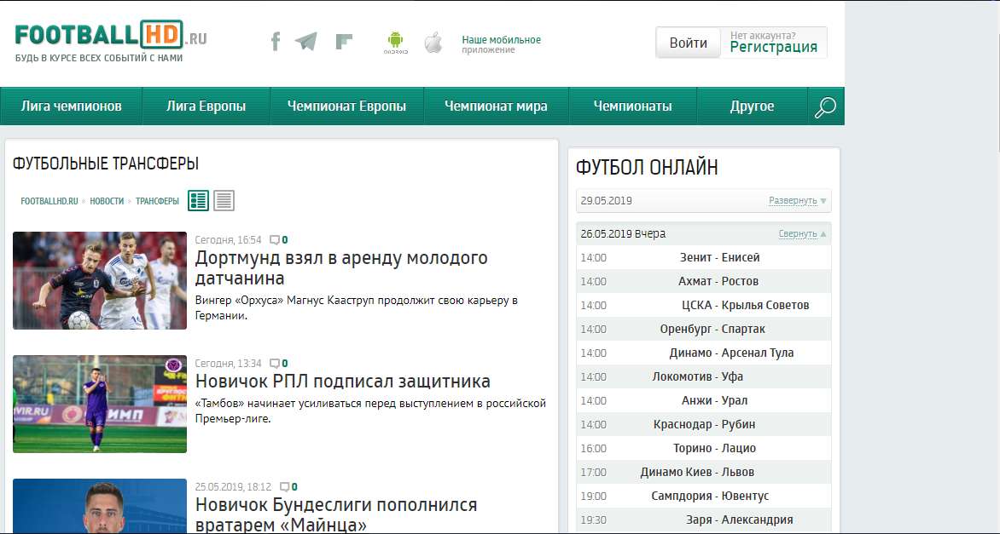 FOOTBALLHD.RU
БУДЬ В КУРСЕ ВСЕХ СОБЫТИЙ С НАМИ
ANDROID
Наше мобильное
приложение
Войти
Нет аккаунта?
Регистрация
Лига чемпионов
Лига Европы
Чемпионат Европы
Чемпионат мира
Чемпионаты
Другое
ФУТБОЛЬНЫЕ ТРАНСФЕРЫ
FOOTBALLHD.RU » НОВОСТИ » ТРАНСФЕРЫ
Сегодня, 16:54 0
Дортмунд взял в аренду молодого
датчанина
Вингер «Орхуса» Магнус Кааструп продолжит свою карьеру в
Германии.
Сегодня, 13:34 0
Новичок РПЛ подписал защитника
«Тамбов» начинает усиливаться перед выступлением в российской
Премьер-лиге.
25.05.2019, 18:12 0
Новичок Бундеслиги пополнился
вратарем «Майнца»
ФУТБОЛ ОНЛАЙН
29.05.2019 Развернуть
26.05.2019 Вчера Свернуть
14:00 Зенит - Енисей
14:00 Ахмат - Ростов
14:00 ЦСКА - Крылья Советов
14:00 Оренбург - Спартак
14:00 Динамо - Арсенал Тула
14:00 Локомотив - Уфа
14:00 Анжи - Урал
14:00 Краснодар - Рубин
16:00 Торино - Лацио
17:00 Динамо Киев - Львов
19:00 Сампдория - Ювентус
19:30 Заря - Александрия